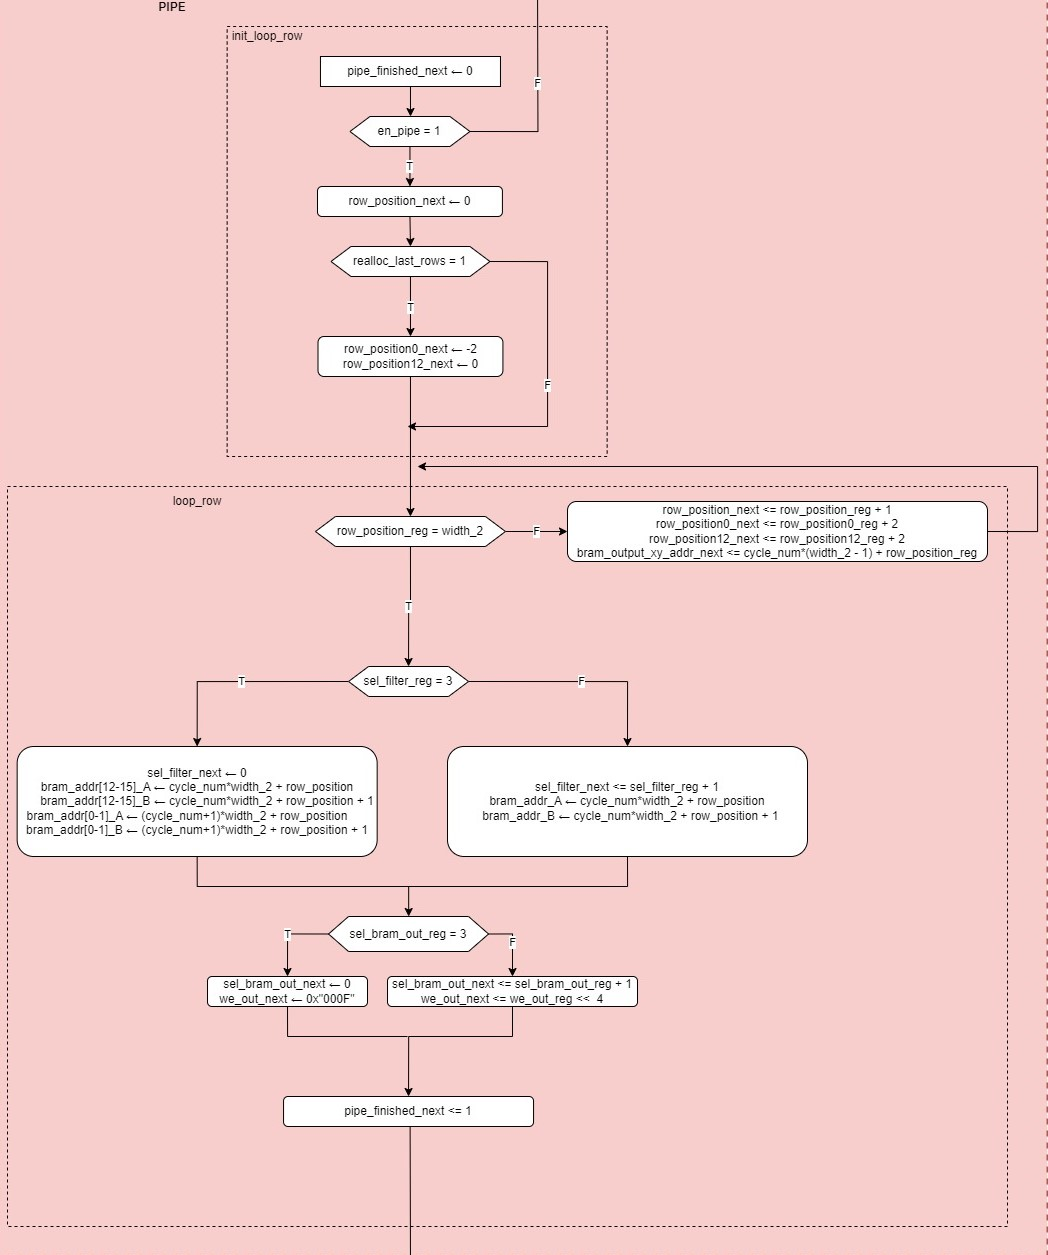 PIPE
init_loop_row
pipe_finished_next ← 0
F
en_pipe = 1
T
row_position_next ← 0
realloc_last_rows = 1
T
row_position0_next ← -2
row_position12_next ← 0
F
loop_row
row_position_reg = width_2
F
row_position_next <= row_position_reg + 1
row_position0_next <= row_position0_reg + 2
row_position12_next <= row_position12_reg + 2
bram_output_xy_addr_next <= cycle_num*(width_2 - 1) + row_position_reg
T
sel_filter_reg = 3
T
F
sel_filter_next ← 0
bram_addr[12-15]_A ← cycle_num*width_2 + row_position
bram_addr[12-15]_B ← cycle_num*width_2 + row_position + 1
bram_addr[0-1]_A ← (cycle_num+1)*width_2 + row_position
bram_addr[0-1]_B ← (cycle_num+1)*width_2 + row_position + 1
sel_filter_next <= sel_filter_reg + 1
bram_addr_A ← cycle_num*width_2 + row_position
bram_addr_B ← cycle_num*width_2 + row_position + 1
sel_bram_out_reg = 3
T
F
sel_bram_out_next ← 0
we_out_next ← 0x"000F"
sel_bram_out_next <= sel_bram_out_reg + 1
we_out_next <= we_out_reg << 4
pipe_finished_next <= 1